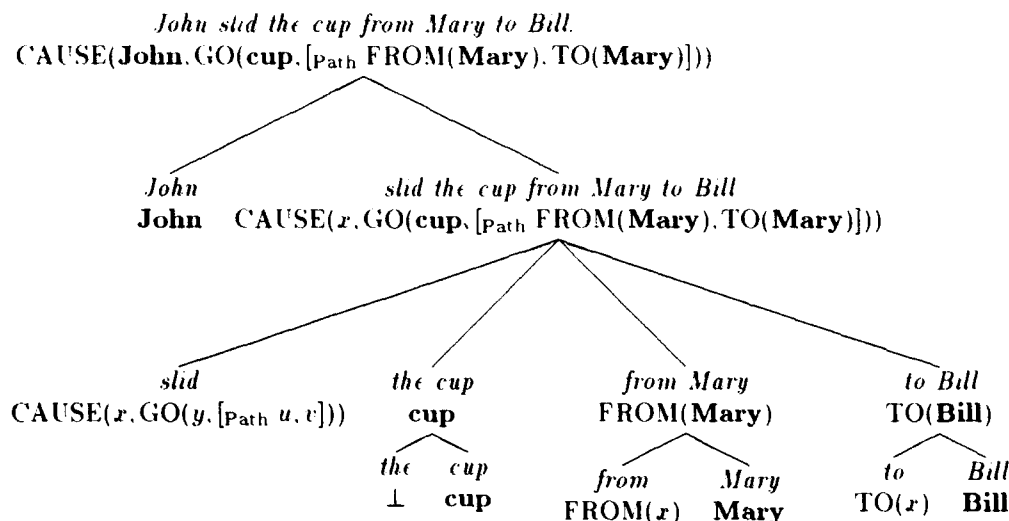 John slid the cup from Mary to Bill.
CAUSE(John, GO(cup, [Path FROM(Mary), TO(Mary)]))
John slid the cup from Mary to Bill
John CAUSE(x, GO(cup, [Path FROM(Mary), TO(Mary)]))
slid the cup from Mary to Bill
CAUSE(x, GO(y, [Path u, v])) cup FROM(Mary) TO(Bill)
the cup from Mary to Bill
⊥ cup FROM(x) Mary TO(x) Bill